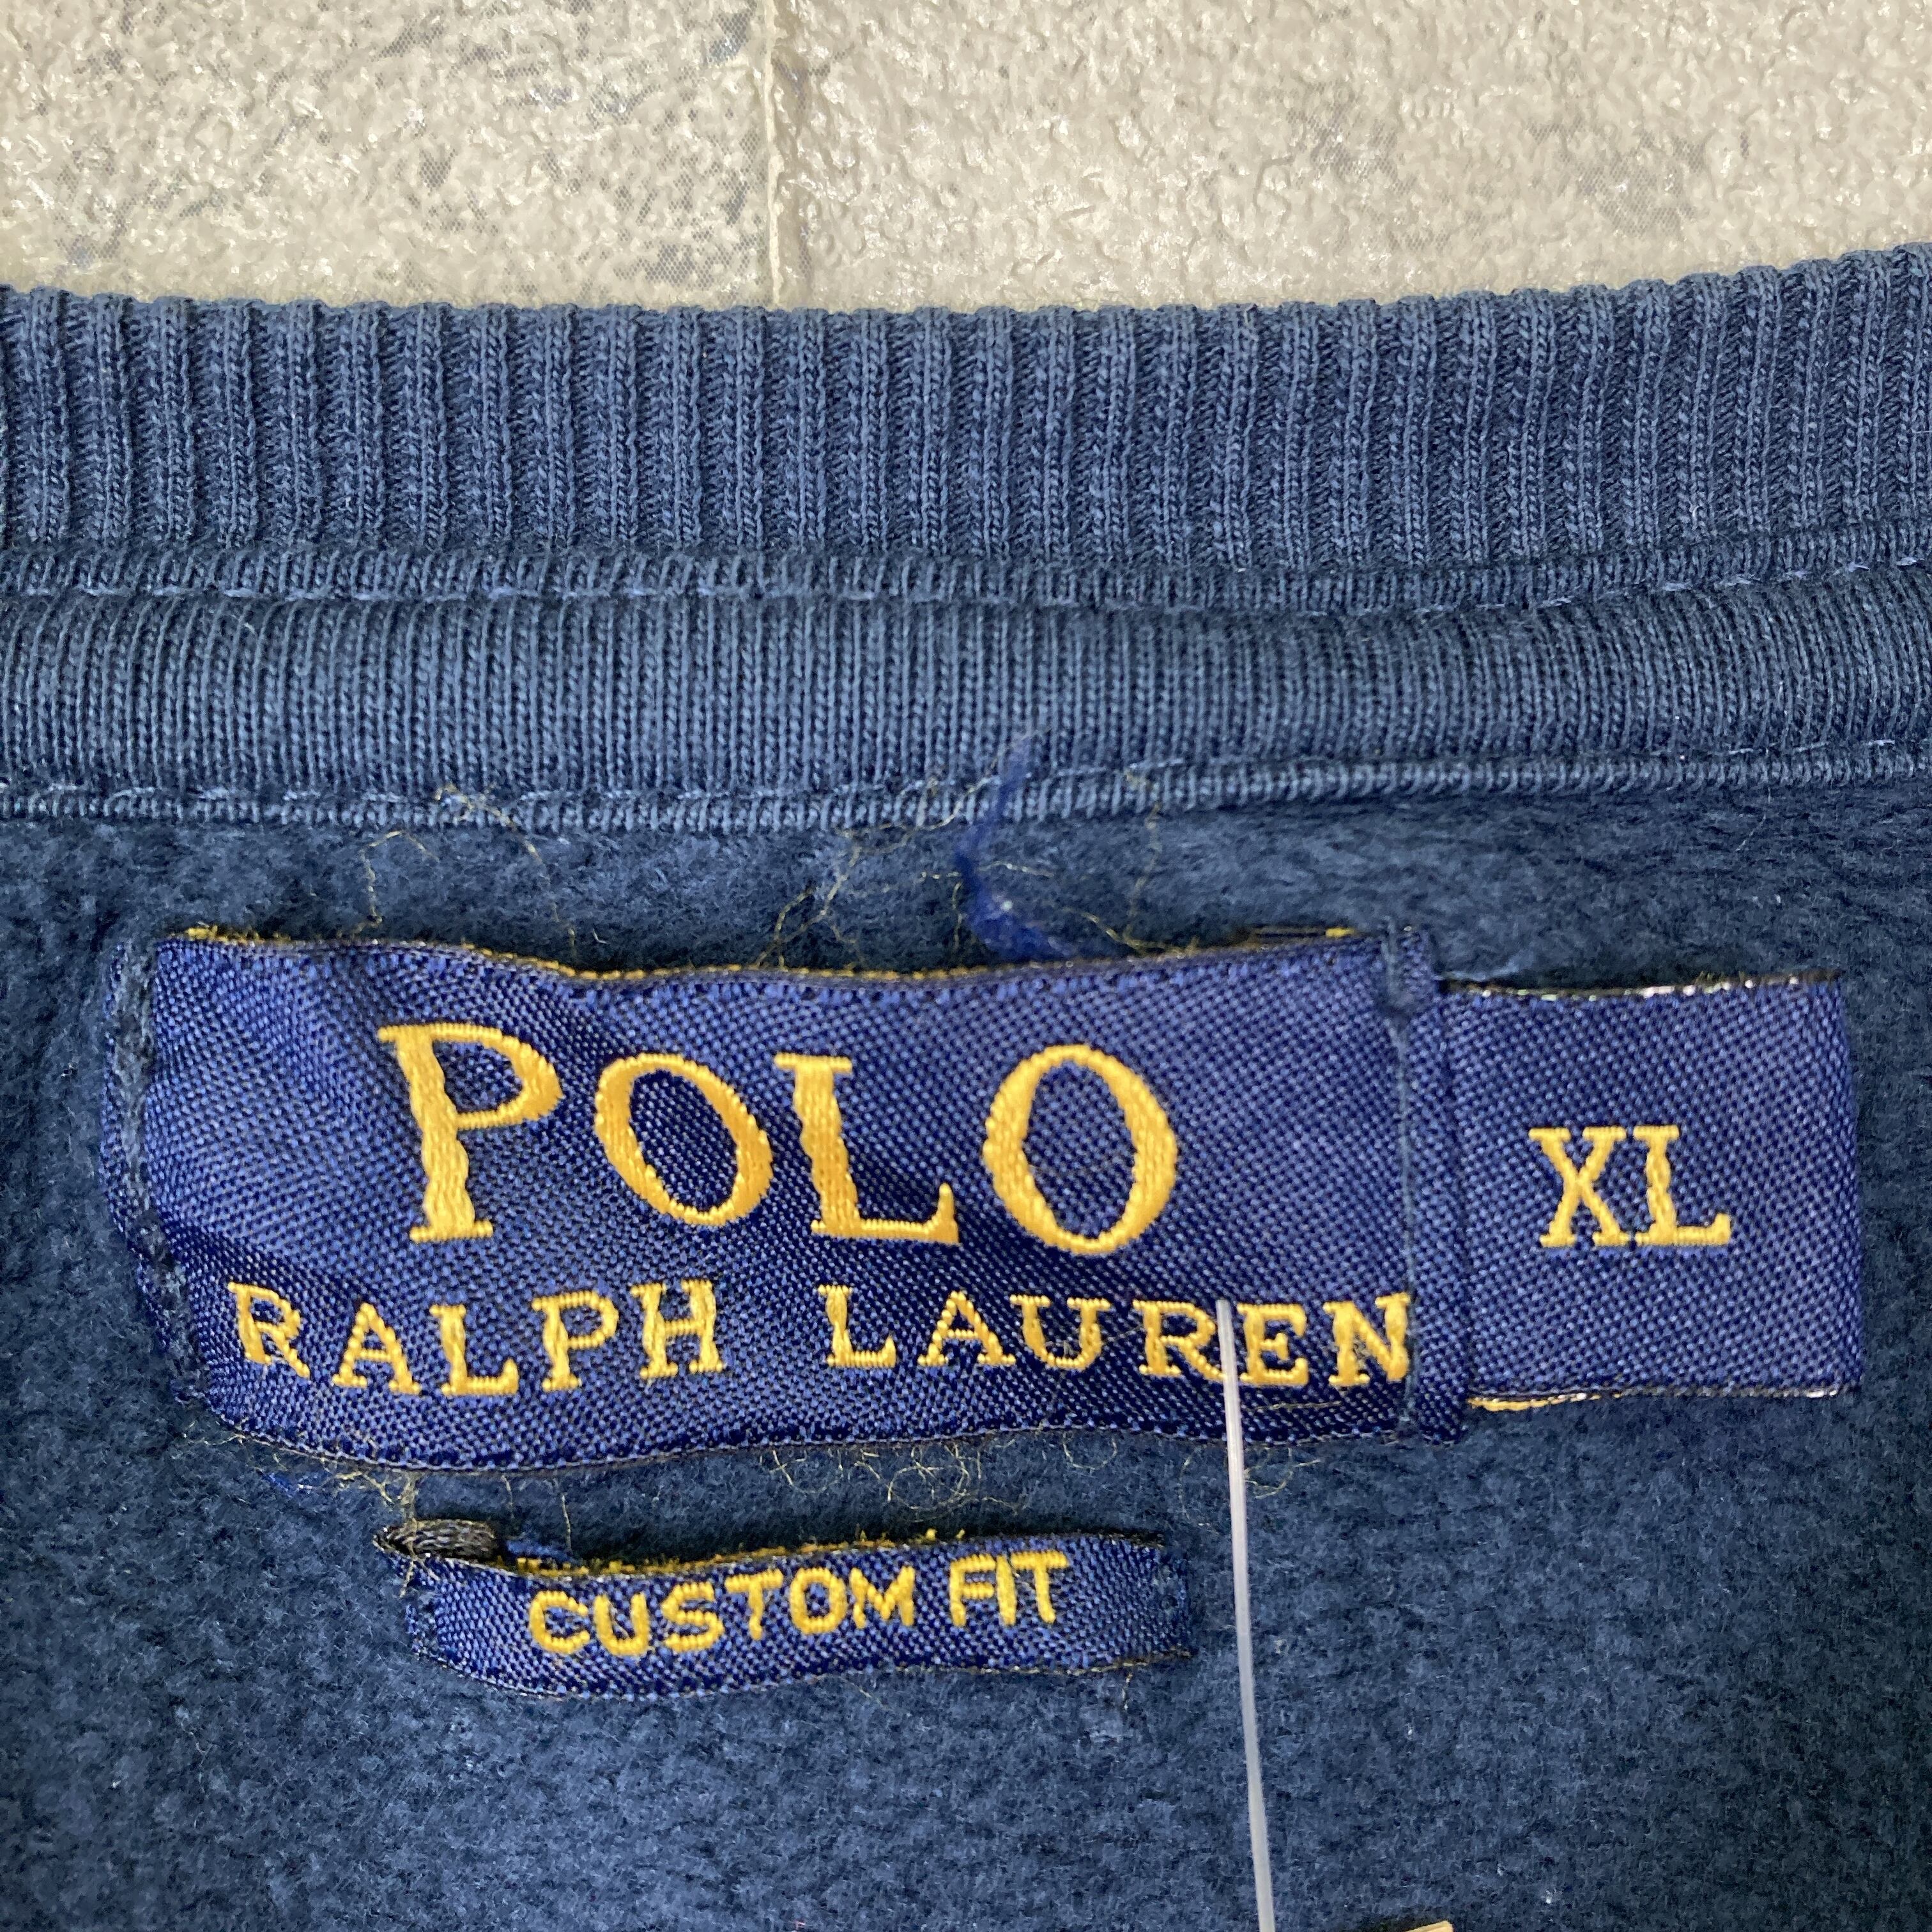 POLO
RALPH LAUREN
XL
CUSTOM FIT